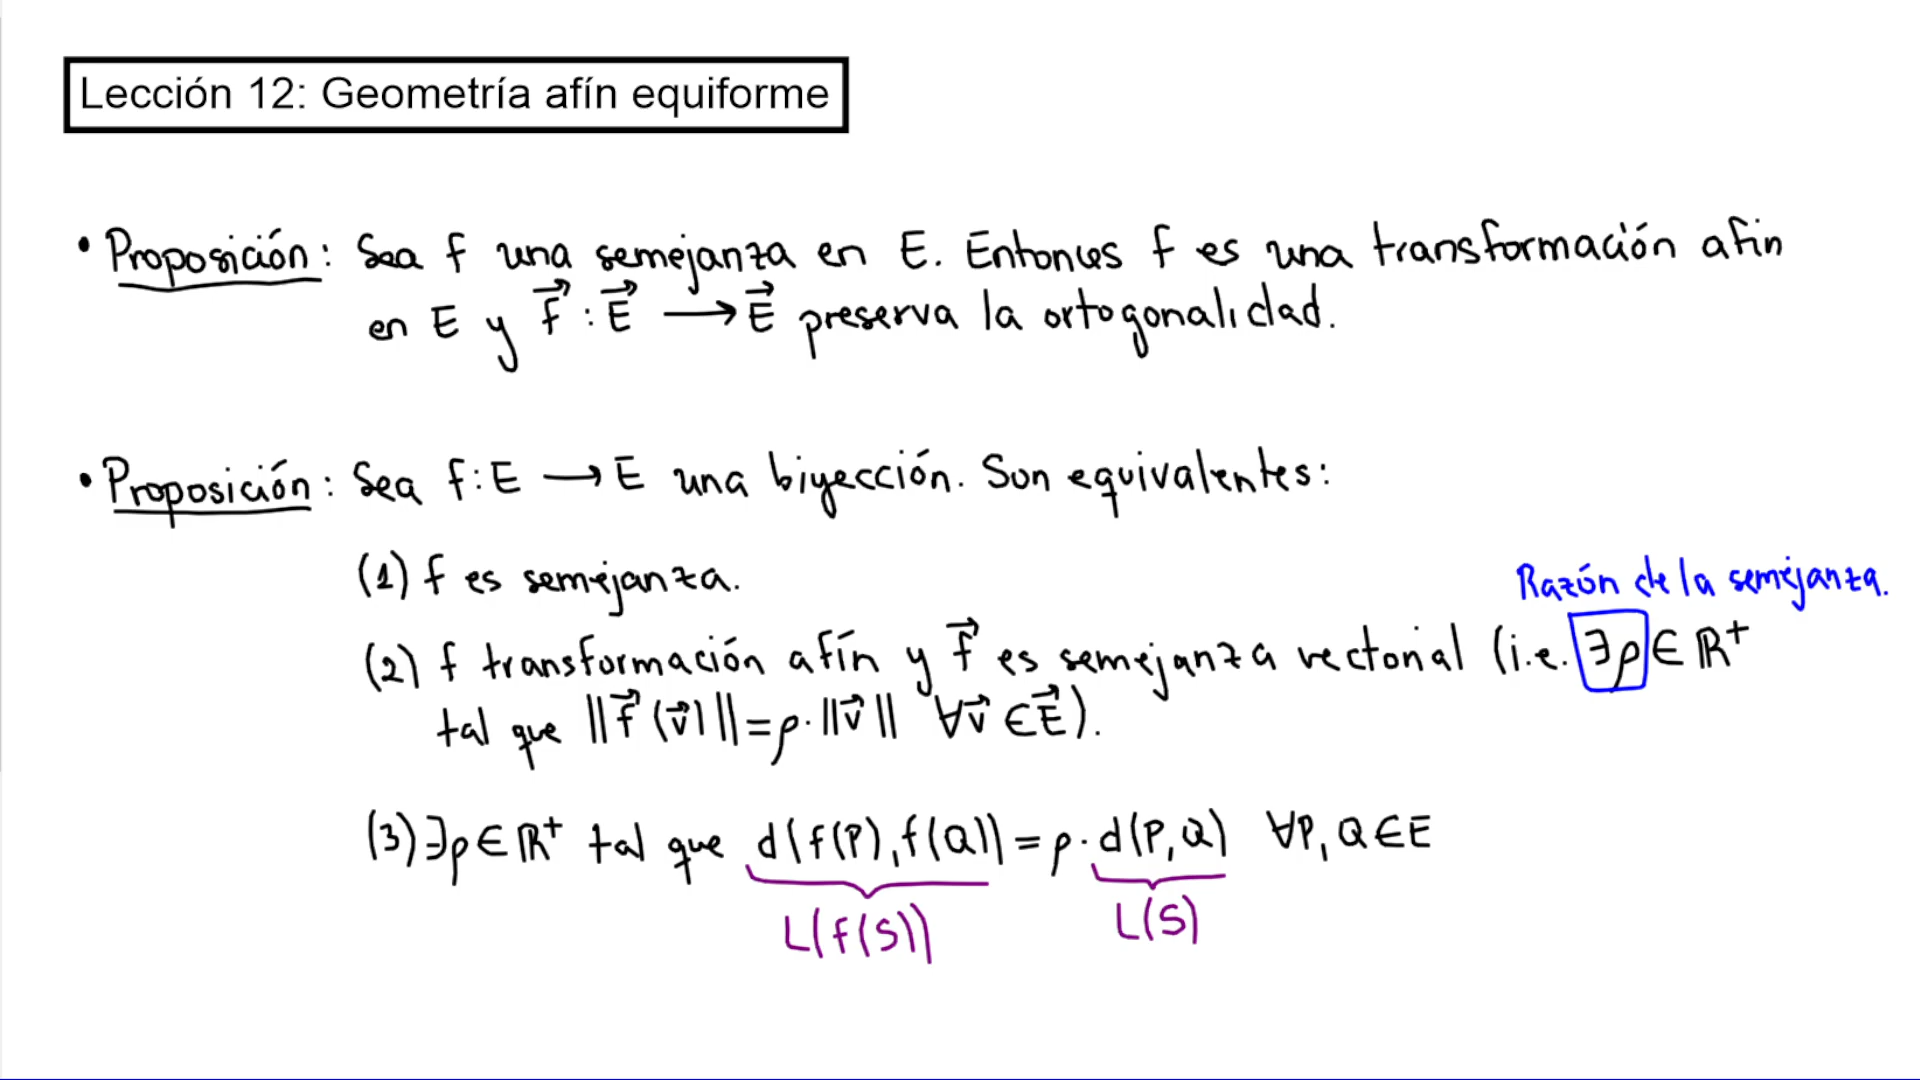 Lección 12: Geometría afín equiforme
• Proposición: Sea f una semejanza en E. Entonces f es una transformación afín
en E y f⃗ : E⃗ ⟶ E⃗ preserva la ortogonalidad.
• Proposición: Sea f: E ⟶ E una biyección. Son equivalentes:
(1) f es semejanza.
Razón de la semejanza.
(2) f transformación afín y f⃗ es semejanza vectorial (i.e. ∃ρ ∈ ℝ⁺
tal que ||f⃗(v⃗)|| = ρ·||v⃗|| ∀v⃗ ∈ E⃗).
(3) ∃ρ ∈ ℝ⁺ tal que d(f(P), f(Q)) = ρ·d(P,Q) ∀P, Q ∈ E
L(f(S)) L(S)